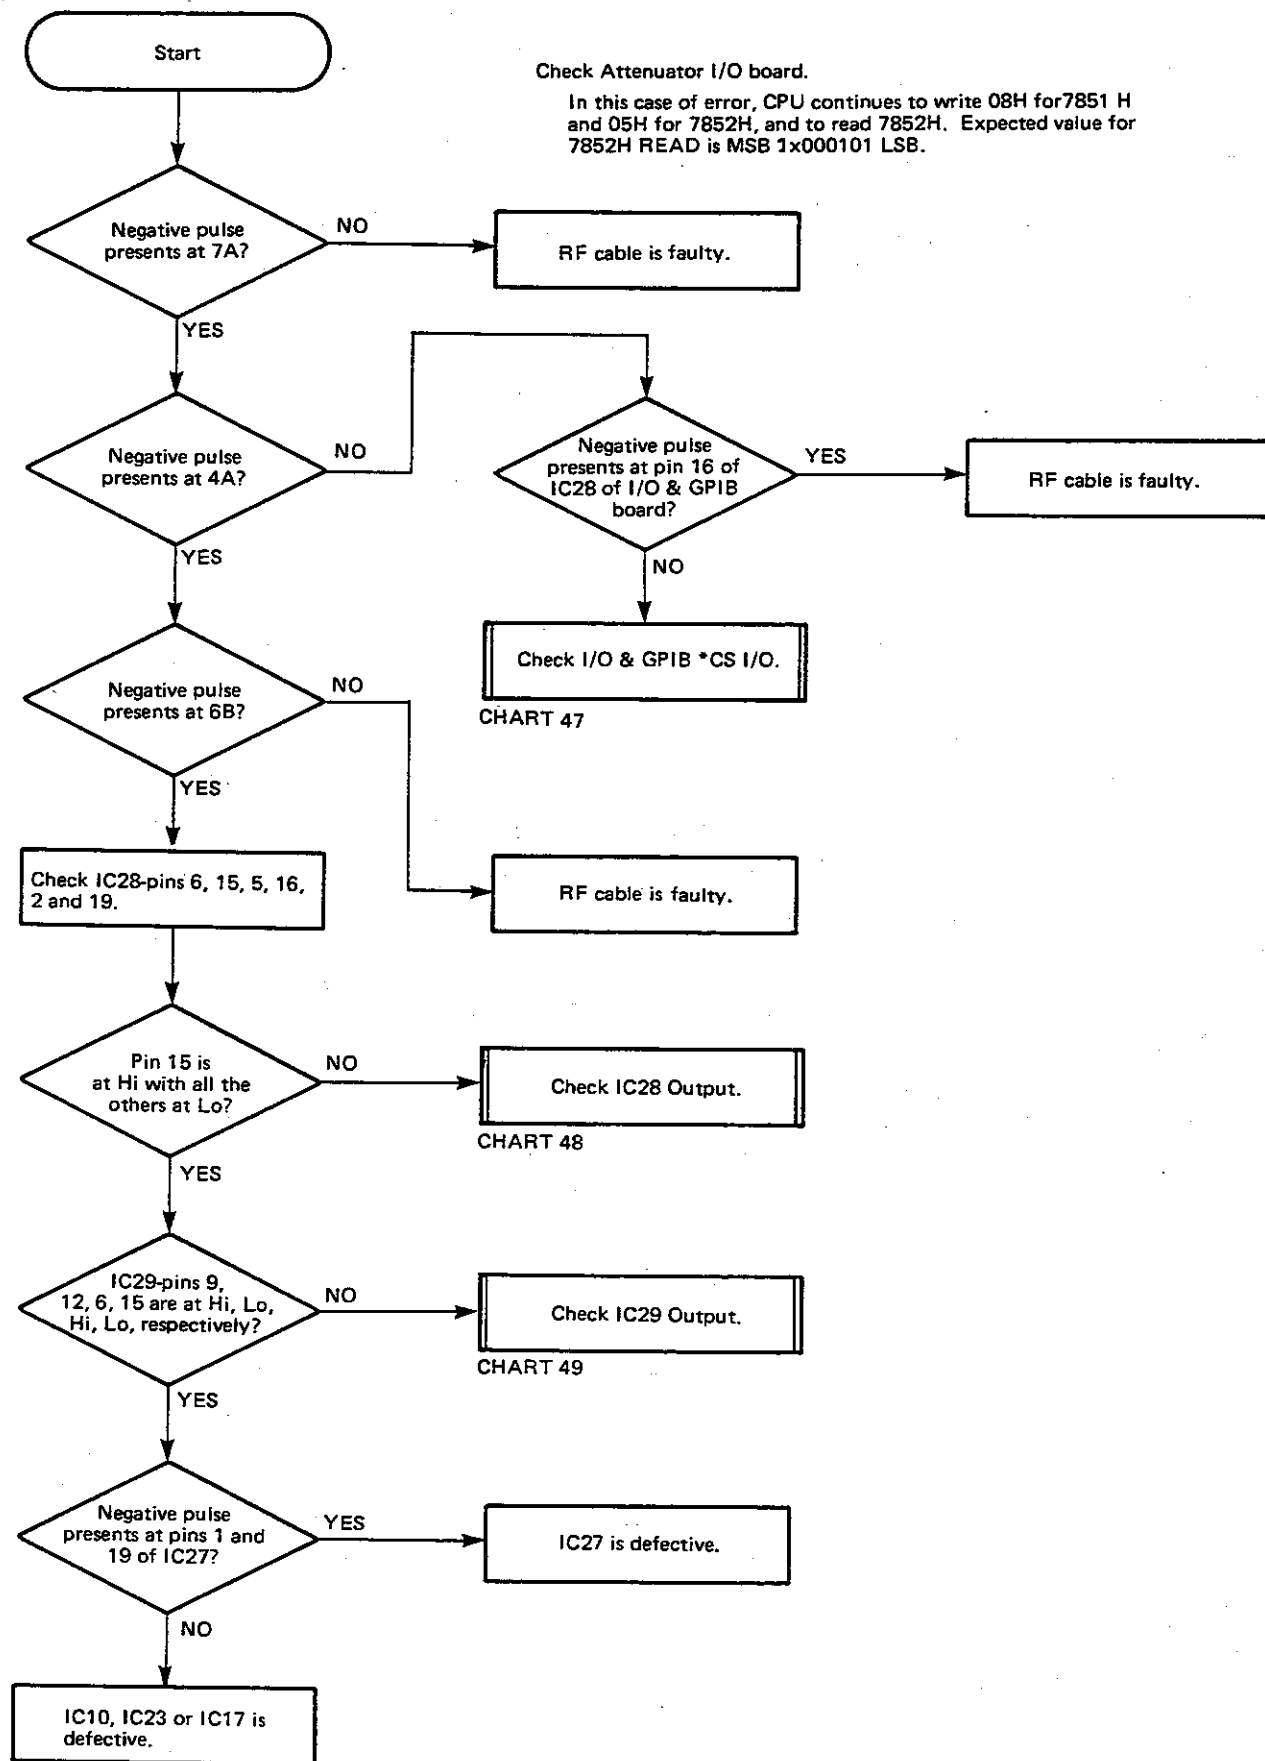 Start
Check Attenuator I/O board.
In this case of error, CPU continues to write 08H for7851 H
and 05H for 7852H, and to read 7852H. Expected value for
7852H READ is MSB 1x000101 LSB.
Negative pulse
presents at 7A?
NO
RF cable is faulty.
YES
Negative pulse
presents at 4A?
NO
Negative pulse
presents at pin 16 of
IC28 of I/O & GPIB
board?
YES
RF cable is faulty.
NO
Check I/O & GPIB *CS I/O.
CHART 47
YES
Negative pulse
presents at 6B?
NO
RF cable is faulty.
YES
Check IC28-pins 6, 15, 5, 16,
2 and 19.
Pin 15 is
at Hi with all the
others at Lo?
NO
Check IC28 Output.
CHART 48
YES
IC29-pins 9,
12, 6, 15 are at Hi, Lo,
Hi, Lo, respectively?
NO
Check IC29 Output.
CHART 49
YES
Negative pulse
presents at pins 1 and
19 of IC27?
YES
IC27 is defective.
NO
IC10, IC23 or IC17 is
defective.